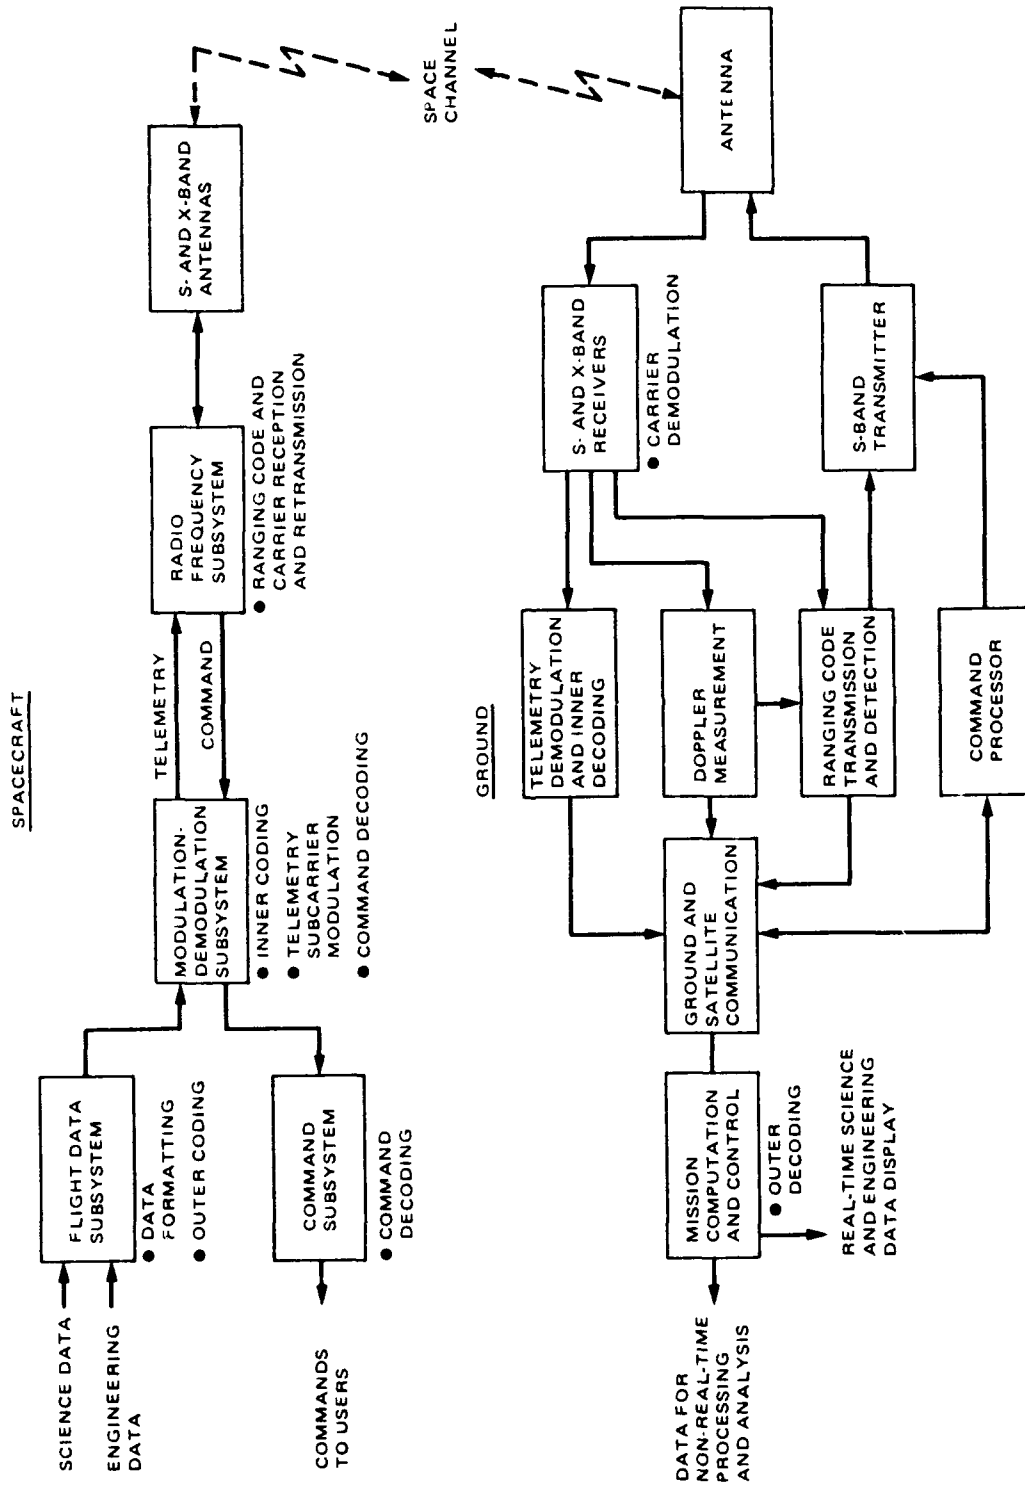 SPACECRAFT
SCIENCE DATA
ENGINEERING
DATA
FLIGHT DATA
SUBSYSTEM
● DATA
FORMATTING
● OUTER CODING
COMMANDS
TO USERS
COMMAND
SUBSYSTEM
● COMMAND
DECODING
MODULATION-
DEMODULATION
SUBSYSTEM
● INNER CODING
● TELEMETRY
SUBCARRIER
MODULATION
● COMMAND DECODING
TELEMETRY
COMMAND
RADIO
FREQUENCY
SUBSYSTEM
● RANGING CODE AND
CARRIER RECEPTION
AND RETRANSMISSION
S- AND X-BAND
ANTENNAS
SPACE
CHANNEL
GROUND
DATA FOR
NON-REAL-TIME
PROCESSING
AND ANALYSIS
MISSION
COMPUTATION
AND CONTROL
● OUTER
DECODING
REAL-TIME SCIENCE
AND ENGINEERING
DATA DISPLAY
GROUND AND
SATELLITE
COMMUNICATION
TELEMETRY
DEMODULATION
AND INNER
DECODING
DOPPLER
MEASUREMENT
RANGING CODE
TRANSMISSION
AND DETECTION
COMMAND
PROCESSOR
S- AND X-BAND
RECEIVERS
● CARRIER
DEMODULATION
S-BAND
TRANSMITTER
ANTENNA